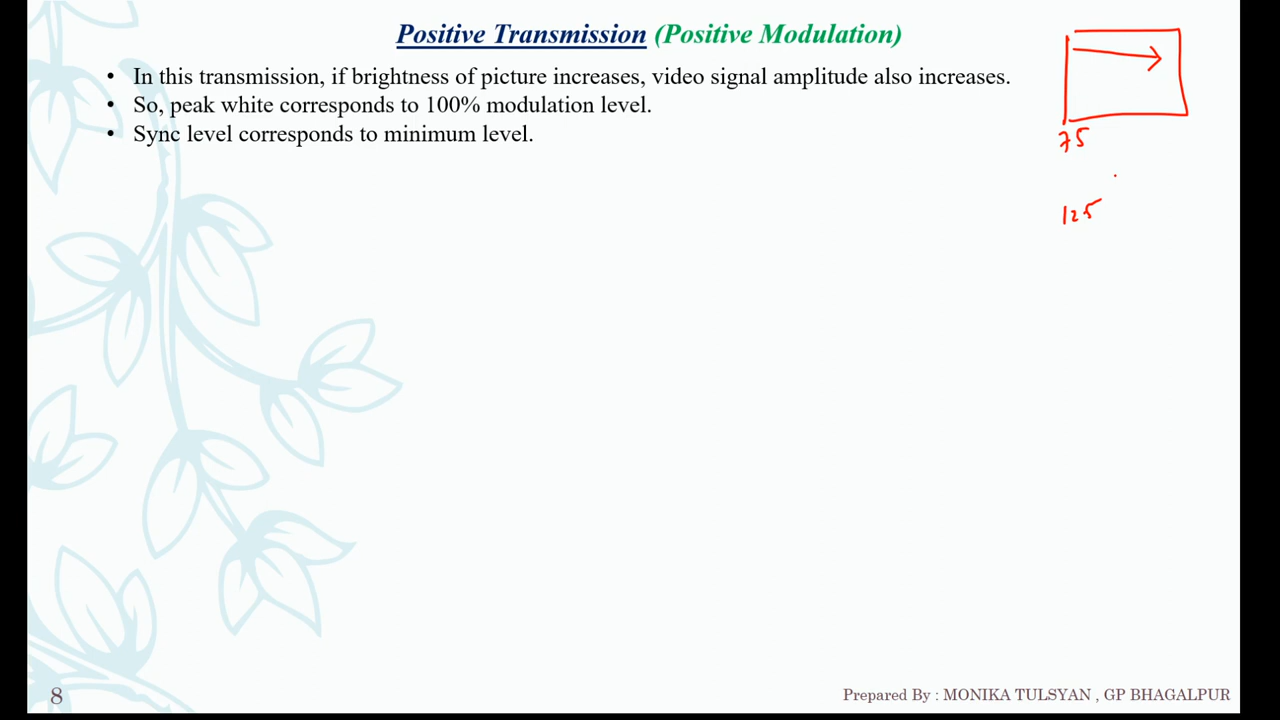 Positive Transmission (Positive Modulation)
• In this transmission, if brightness of picture increases, video signal amplitude also increases.
• So, peak white corresponds to 100% modulation level.
• Sync level corresponds to minimum level.
75
125
8
Prepared By : MONIKA TULSYAN , GP BHAGALPUR